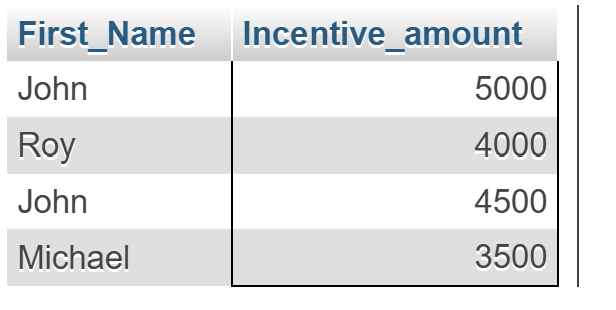 First_Name Incentive_amount
John 5000
Roy 4000
John 4500
Michael 3500